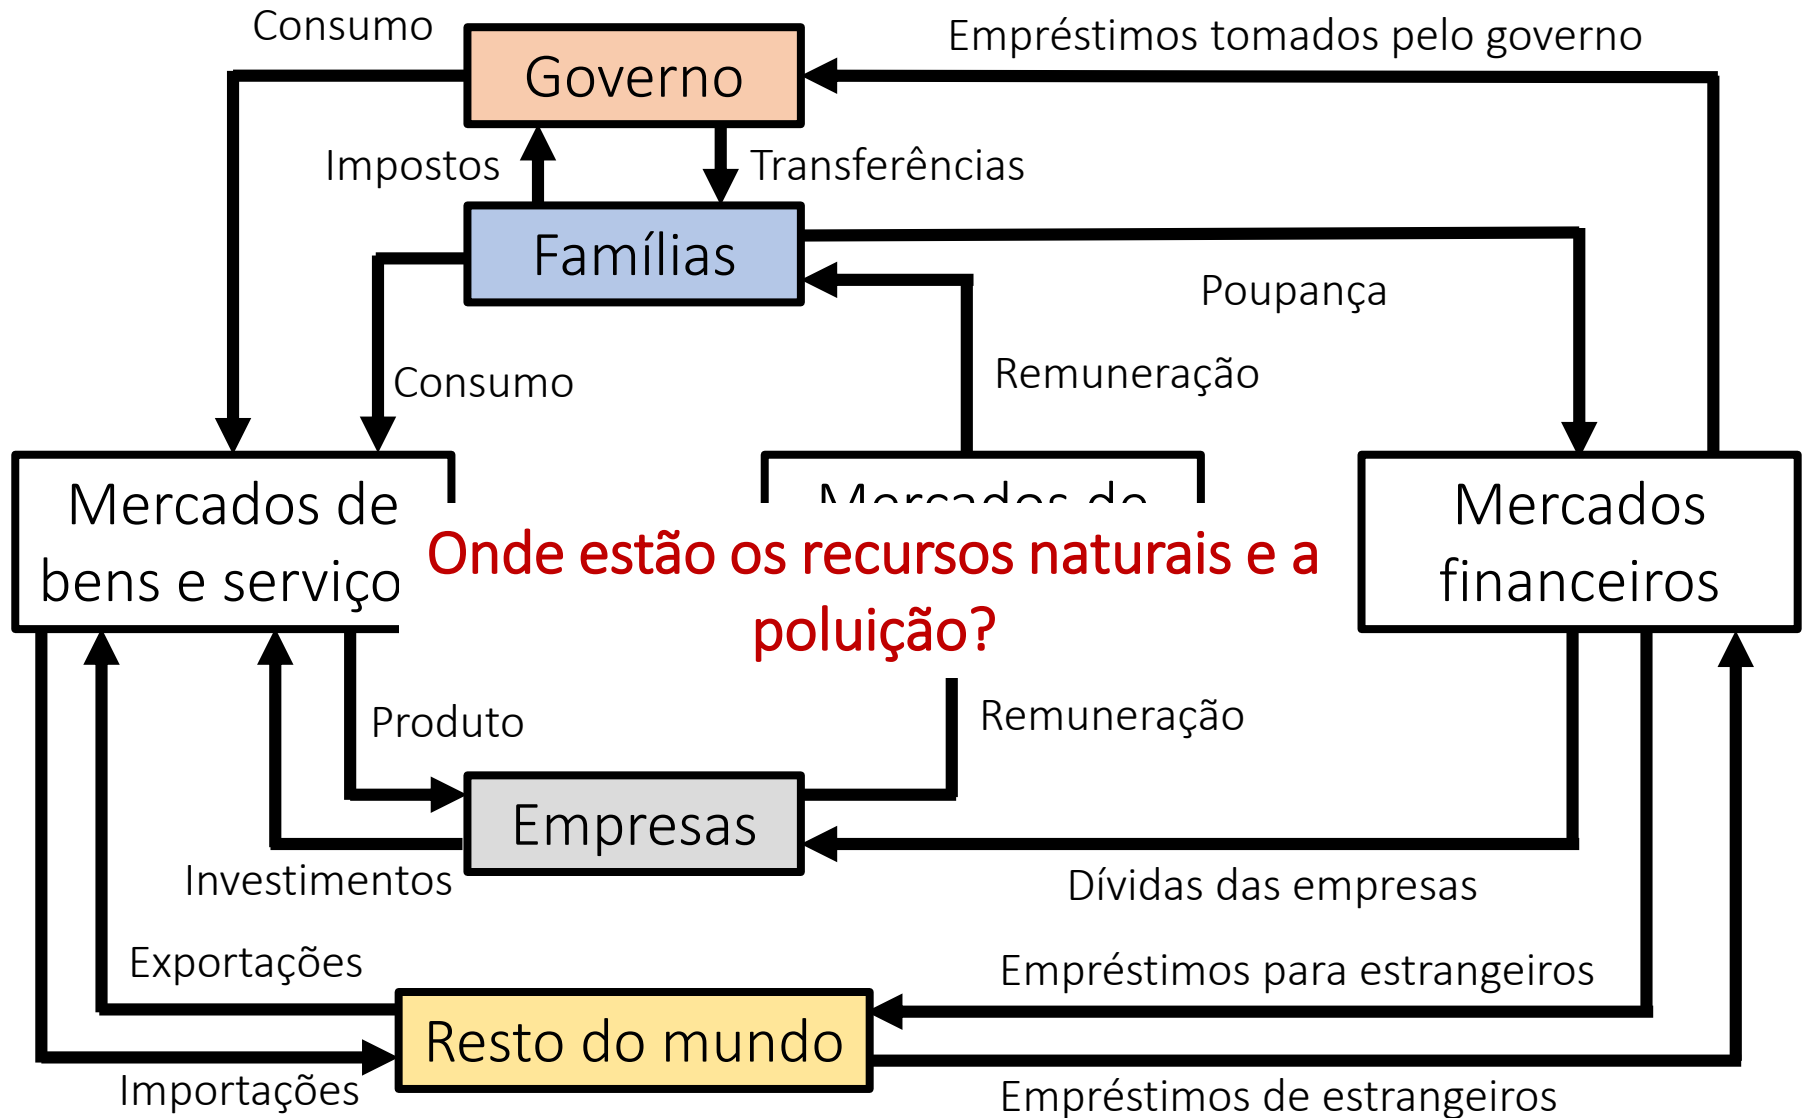 Consumo
Empréstimos tomados pelo governo
Governo
Impostos
Transferências
Famílias
Poupança
Remuneração
Consumo
Mercados de
bens e serviço
Mercados de
Mercados
financeiros
Onde estão os recursos naturais e a
poluição?
Produto
Remuneração
Empresas
Investimentos
Dívidas das empresas
Exportações
Empréstimos para estrangeiros
Resto do mundo
Importações
Empréstimos de estrangeiros